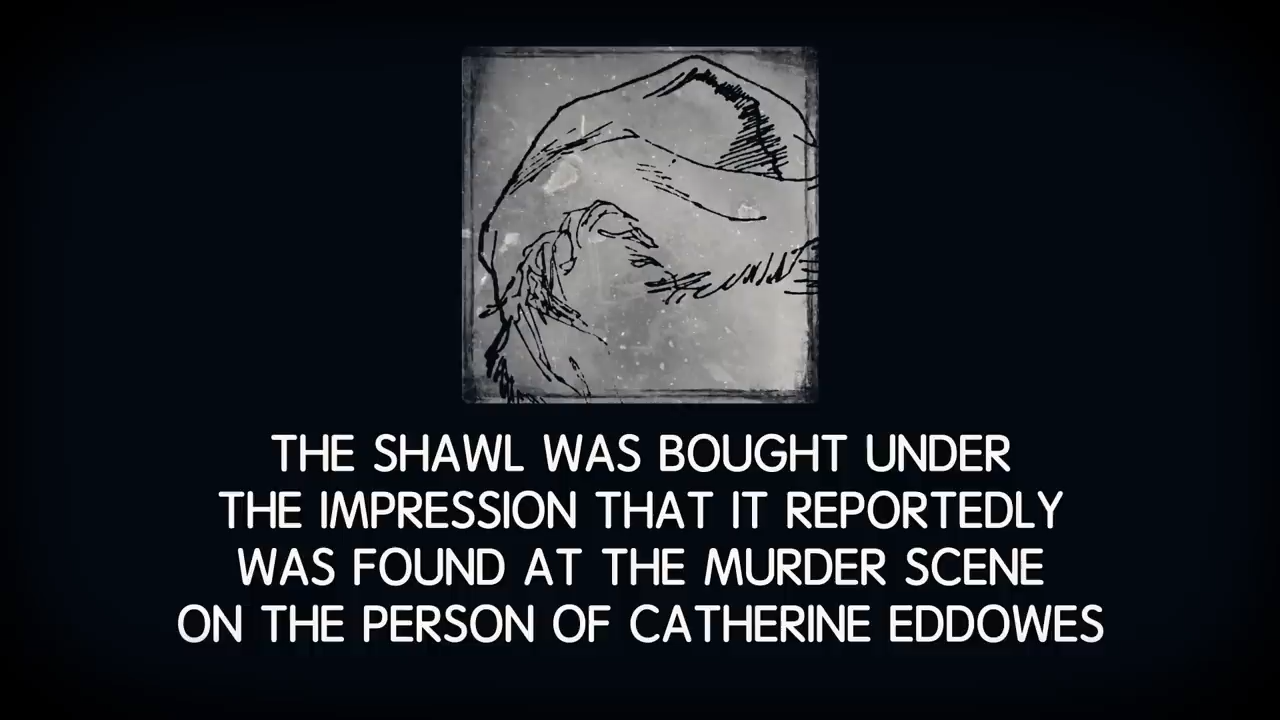 THE SHAWL WAS BOUGHT UNDER
THE IMPRESSION THAT IT REPORTEDLY
WAS FOUND AT THE MURDER SCENE
ON THE PERSON OF CATHERINE EDDOWES